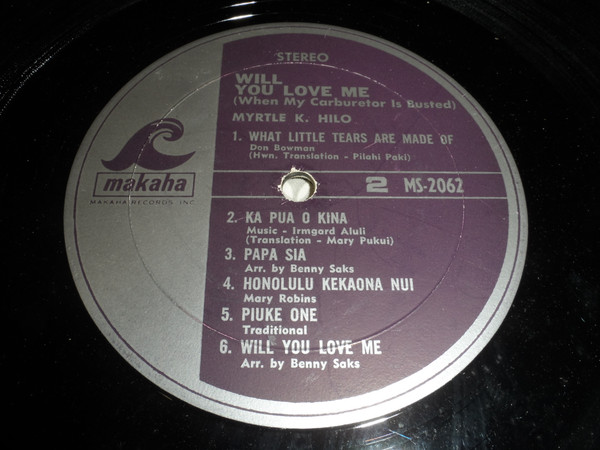 STEREO
WILL
YOU LOVE ME
(When My Carburetor Is Busted)
MYRTLE K. HILO
1. WHAT LITTLE TEARS ARE MADE OF
Don Bowman
(Hwn. Translation - Pilahi Paki)
makaha
MAKAHA RECORDS INC
2 MS-2062
2. KA PUA O KINA
Music - Irmgard Aluli
(Translation - Mary Pukui)
3. PAPA SIA
Arr. by Benny Saks
4. HONOLULU KEKAONA NUI
Mary Robins
5. PIUKE ONE
Traditional
6. WILL YOU LOVE ME
Arr. by Benny Saks